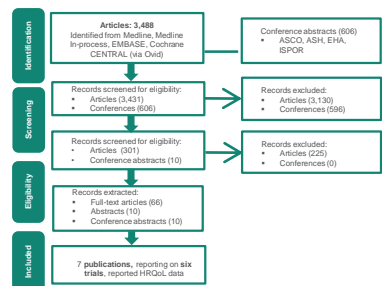 Identification
Articles: 3,488
Identified from Medline, Medline
In-process, EMBASE, Cochrane
CENTRAL (via Ovid)
Conference abstracts (606)
• ASCO, ASH, EHA,
ISPOR
Screening
Records screened for eligibility:
• Articles (3,431)
• Conferences (606)
Records excluded:
• Articles (3,130)
• Conferences (596)
Records screened for eligibility:
• Articles (301)
• Conference abstracts (10)
Records excluded:
• Articles (225)
• Conferences (0)
Eligibility
Records extracted:
• Full-text articles (66)
• Abstracts (10)
• Conference abstracts (10)
Included
7 publications, reporting on six
trials, reported HRQoL data